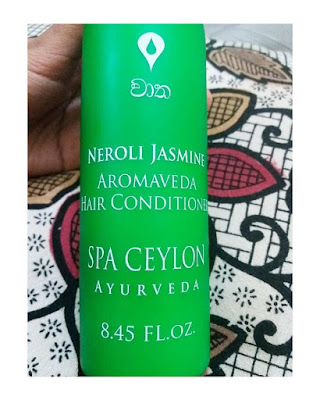 වාත
NEROLI JASMINE
AROMAVEDA
HAIR CONDITIONER
SPA CEYLON
AYURVEDA
8.45 FL.OZ.